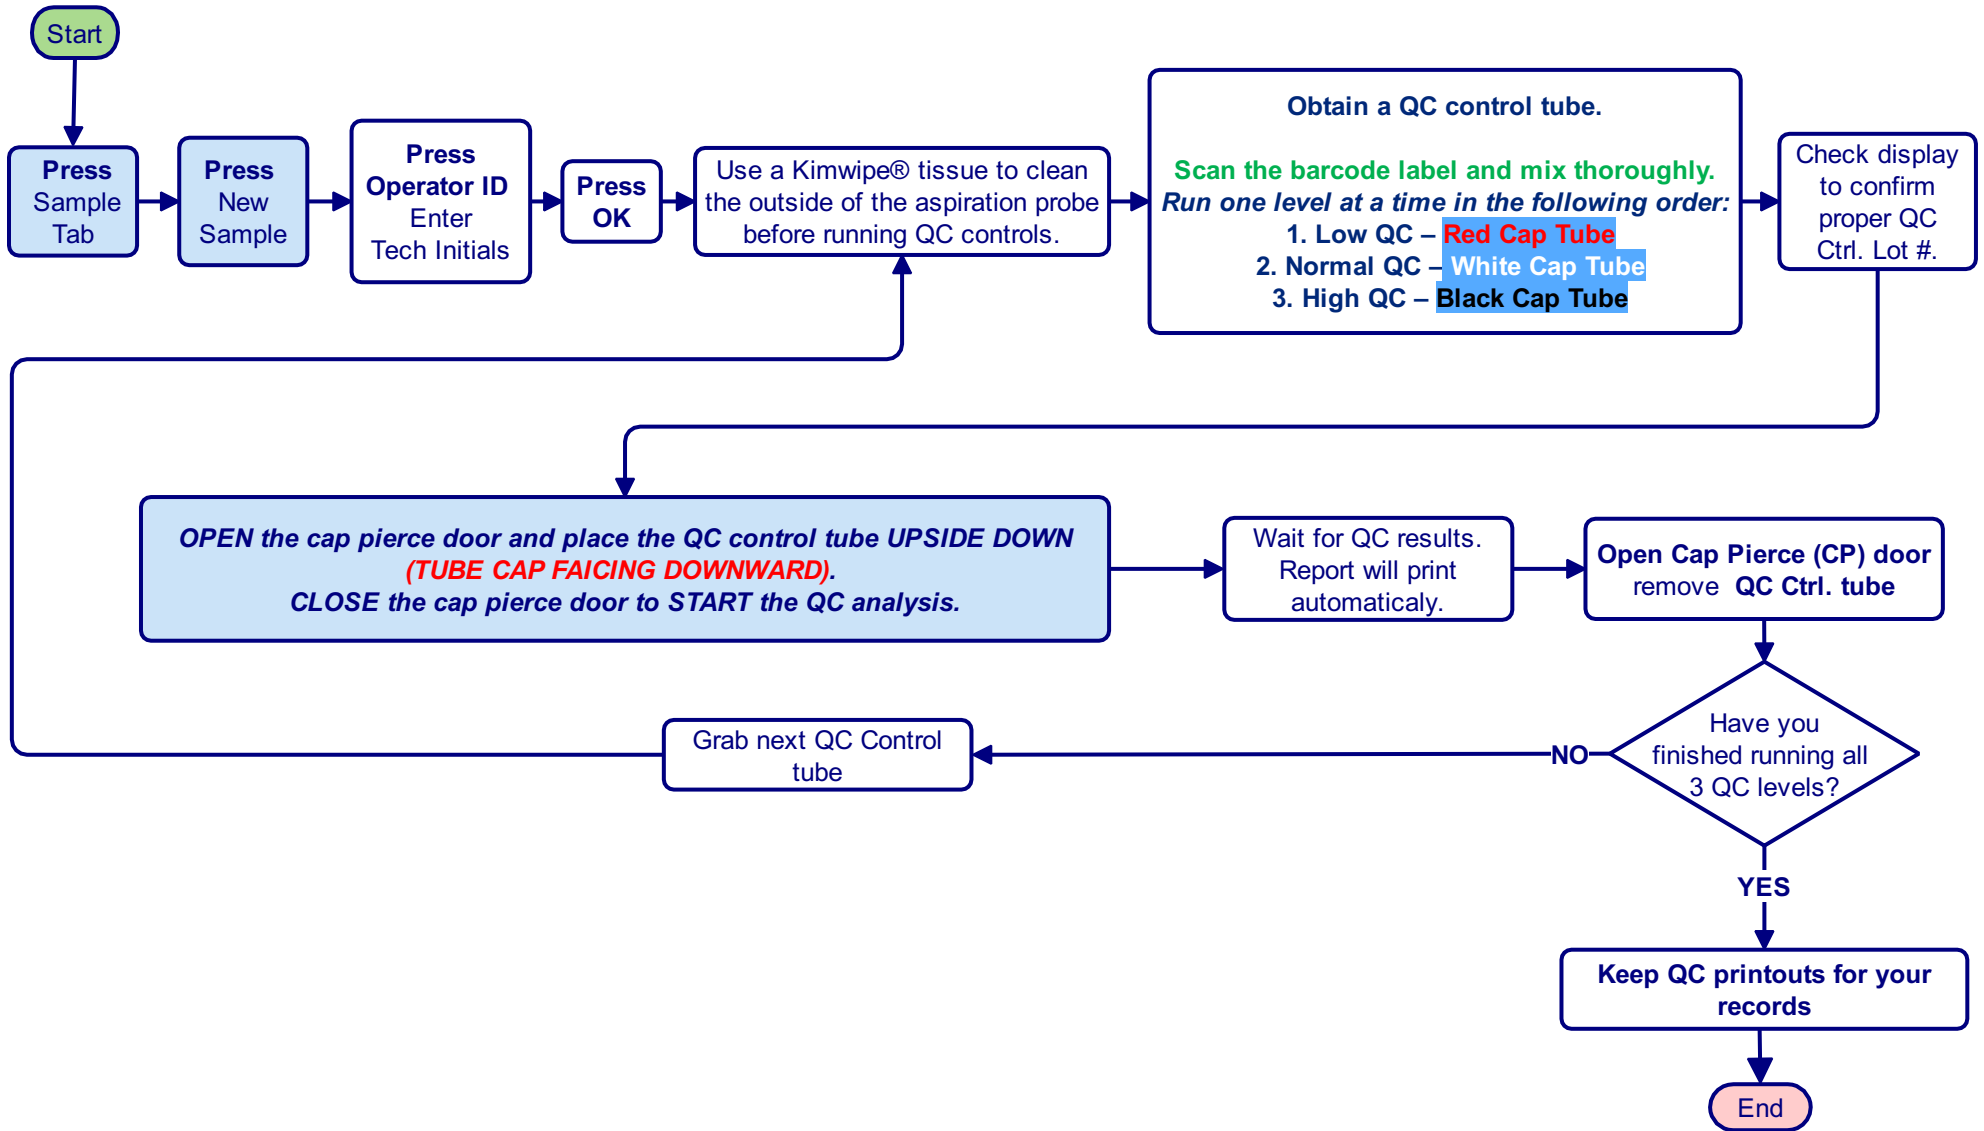 Start
Press
Sample
Tab
Press
New
Sample
Press
Operator ID
Enter
Tech Initials
Press
OK
Use a Kimwipe® tissue to clean
the outside of the aspiration probe
before running QC controls.
Obtain a QC control tube.
Scan the barcode label and mix thoroughly.
Run one level at a time in the following order:
1. Low QC – Red Cap Tube
2. Normal QC – White Cap Tube
3. High QC – Black Cap Tube
Check display
to confirm
proper QC
Ctrl. Lot #.
OPEN the cap pierce door and place the QC control tube UPSIDE DOWN
(TUBE CAP FAICING DOWNWARD).
CLOSE the cap pierce door to START the QC analysis.
Wait for QC results.
Report will print
automaticaly.
Open Cap Pierce (CP) door
remove QC Ctrl. tube
Have you
finished running all
3 QC levels?
NO
Grab next QC Control
tube
YES
Keep QC printouts for your
records
End